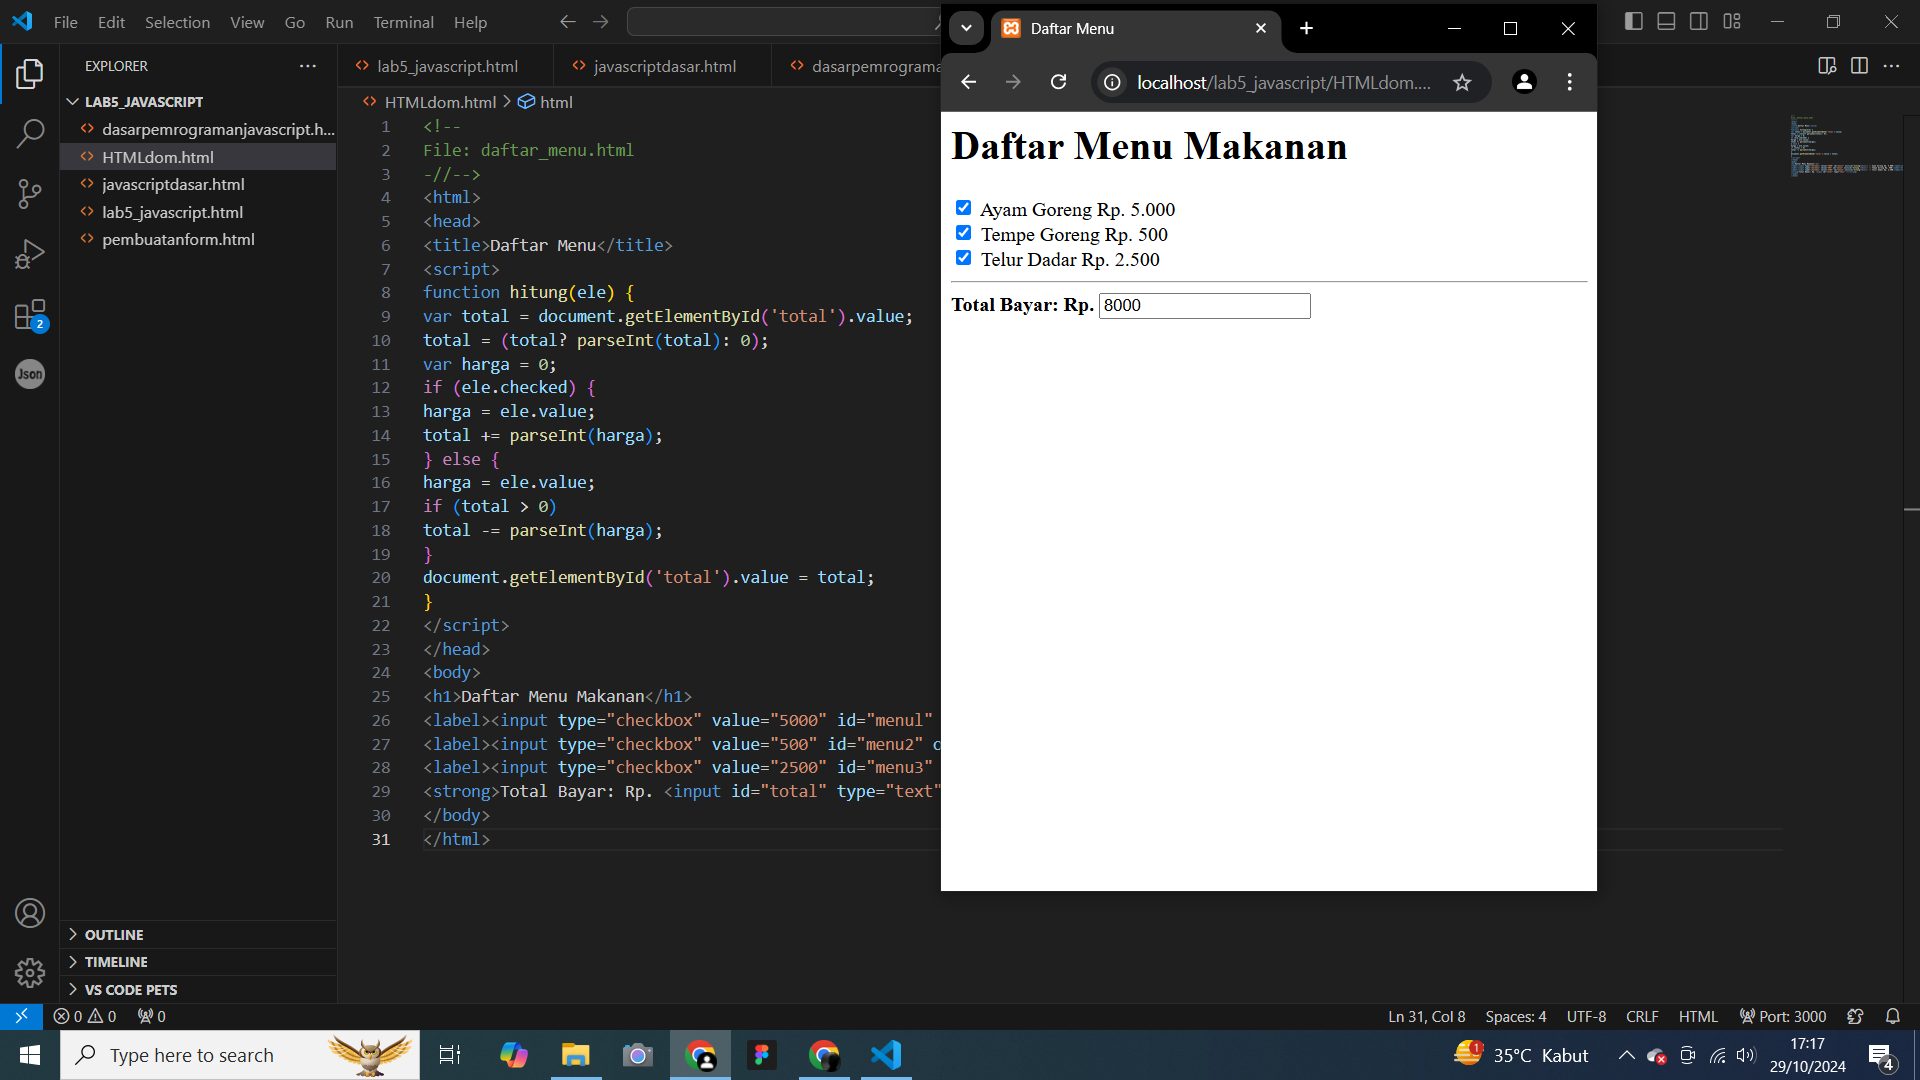 File Edit Selection View Go Run Terminal Help
EXPLORER
LAB5_JAVASCRIPT
dasarpemrogramanjavascript.h...
HTMLdom.html
javascriptdasar.html
lab5_javascript.html
pembuatanform.html
2
Json
OUTLINE
TIMELINE
VS CODE PETS
lab5_javascript.html
javascriptdasar.html
dasarpemrograma
HTMLdom.html > html
1 <!--
2 File: daftar_menu.html
3 -//-->
4 <html>
5 <head>
6 <title>Daftar Menu</title>
7 <script>
8 function hitung(ele) {
9 var total = document.getElementById('total').value;
10 total = (total? parseInt(total): 0);
11 var harga = 0;
12 if (ele.checked) {
13 harga = ele.value;
14 total += parseInt(harga);
15 } else {
16 harga = ele.value;
17 if (total > 0)
18 total -= parseInt(harga);
19 }
20 document.getElementById('total').value = total;
21 }
22 </script>
23 </head>
24 <body>
25 <h1>Daftar Menu Makanan</h1>
26 <label><input type="checkbox" value="5000" id="menul"
27 <label><input type="checkbox" value="500" id="menu2" o
28 <label><input type="checkbox" value="2500" id="menu3"
29 <strong>Total Bayar: Rp. <input id="total" type="text"
30 </body>
31 </html>
Daftar Menu
localhost/lab5_javascript/HTMLdom....
Daftar Menu Makanan
Ayam Goreng Rp. 5.000
Tempe Goreng Rp. 500
Telur Dadar Rp. 2.500
Total Bayar: Rp. 8000
0 0 0
Ln 31, Col 8 Spaces: 4 UTF-8 CRLF HTML Port: 3000
Type here to search
1
35°C Kabut
17:17
29/10/2024
4